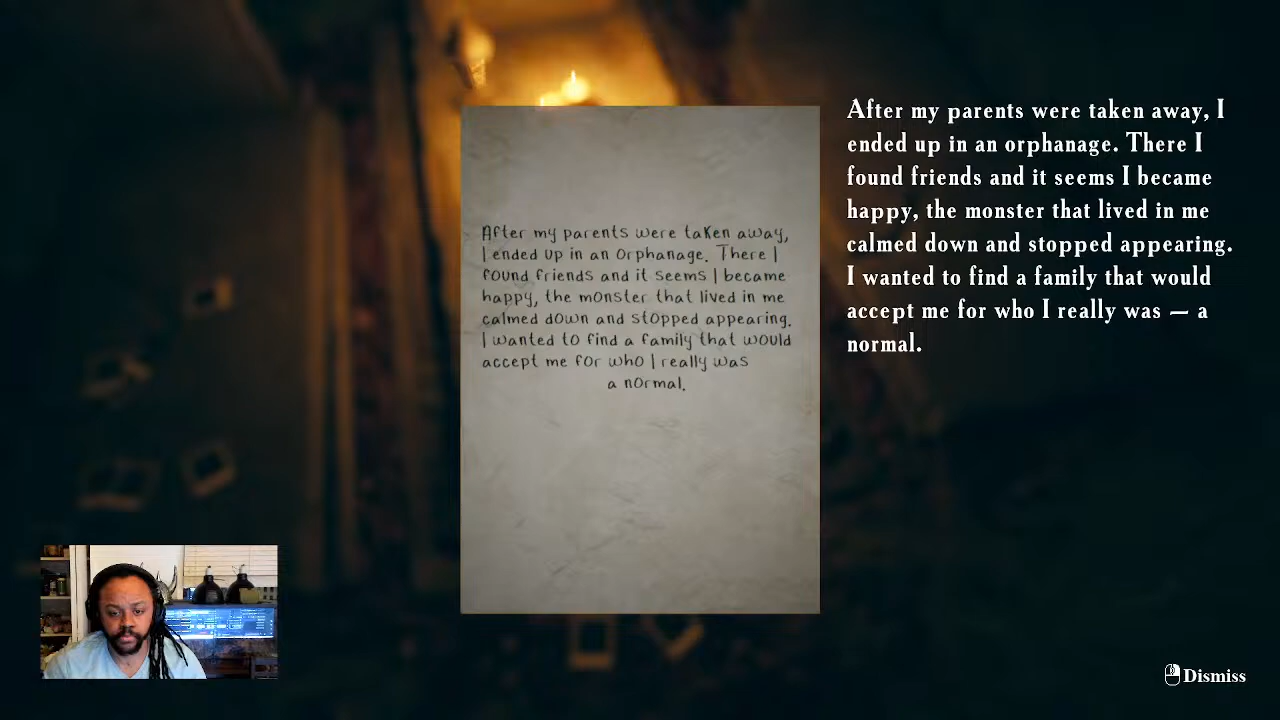 After my parents were taken away,
I ended up in an orphanage. There I
found friends and it seems I became
happy, the monster that lived in me
calmed down and stopped appearing.
I wanted to find a family that would
accept me for who I really was
a normal.
After my parents were taken away, I
ended up in an orphanage. There I
found friends and it seems I became
happy, the monster that lived in me
calmed down and stopped appearing.
I wanted to find a family that would
accept me for who I really was — a
normal.
Dismiss